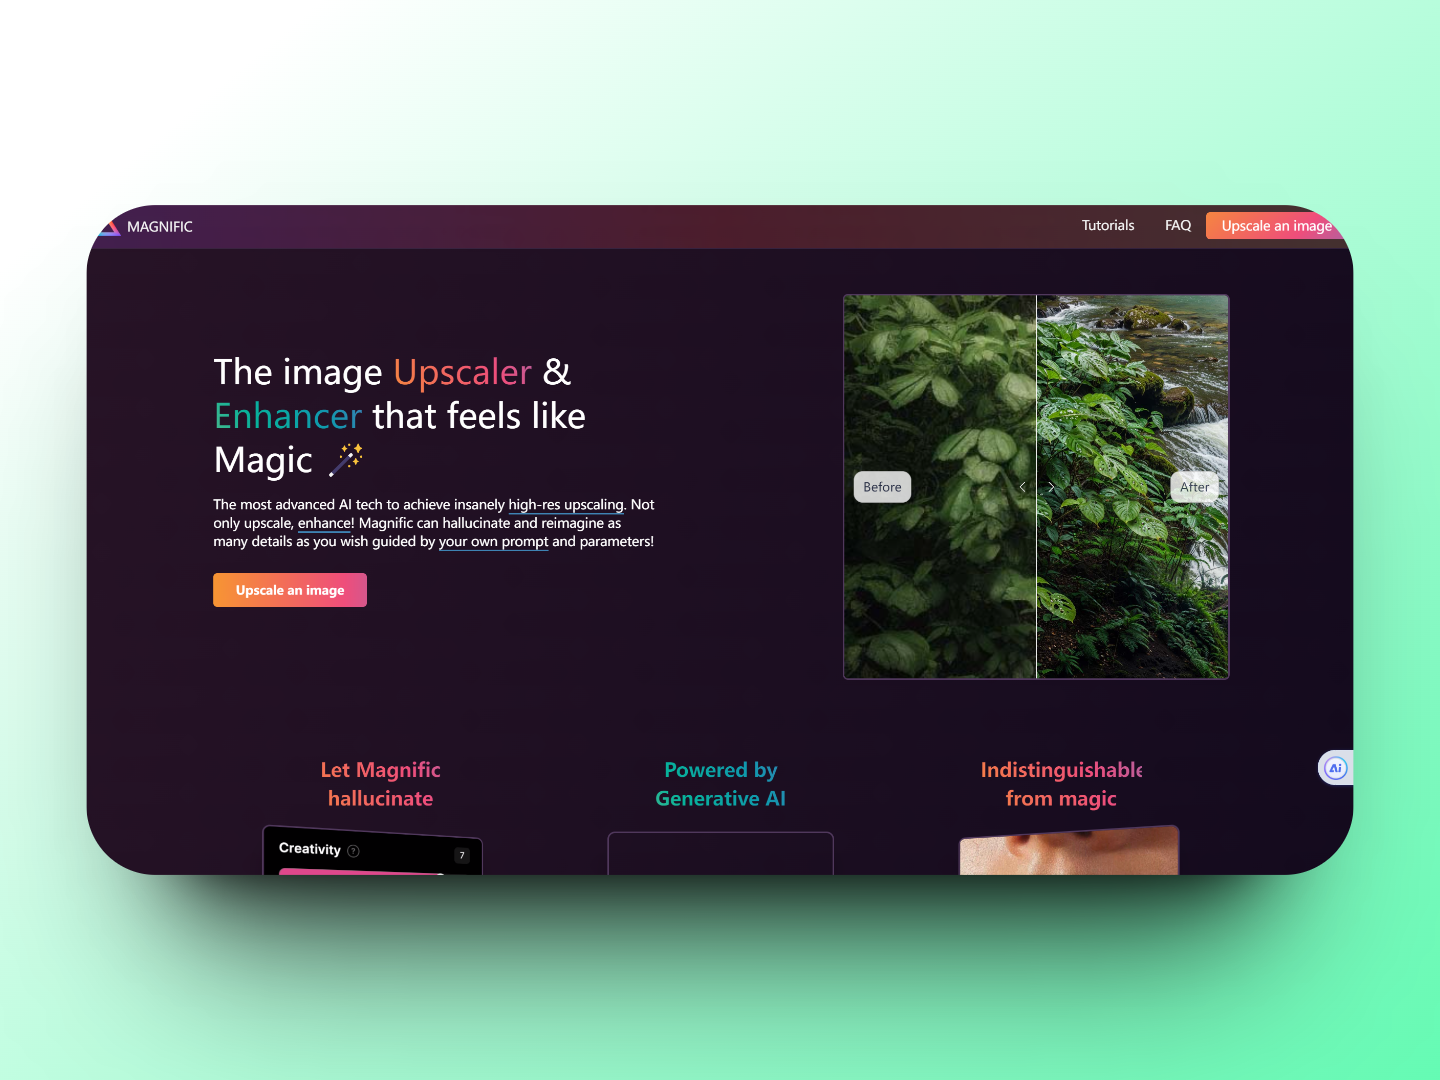 MAGNIFIC
Tutorials
FAQ
Upscale an image
The image Upscaler &
Enhancer that feels like
Magic
The most advanced AI tech to achieve insanely high-res upscaling. Not
only upscale, enhance! Magnific can hallucinate and reimagine as
many details as you wish guided by your own prompt and parameters!
Upscale an image
Before
After
Let Magnific
hallucinate
Powered by
Generative AI
Indistinguishable
from magic
Creativity ?
7
Ai